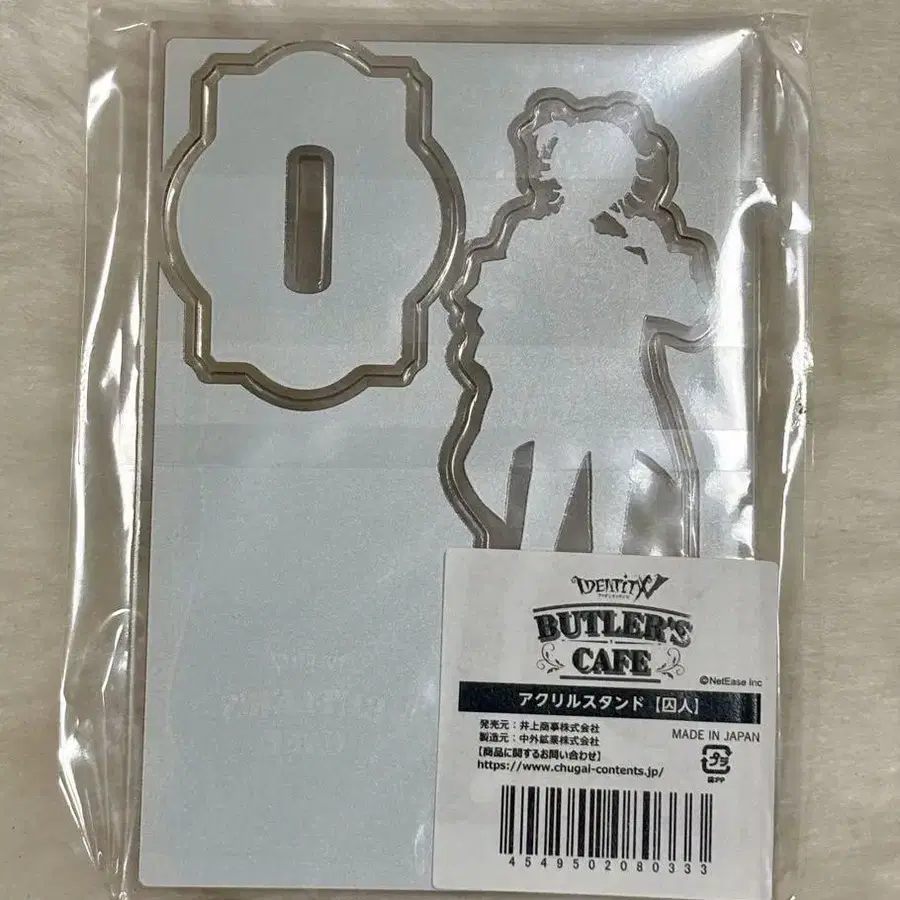 IDENTITY V
アイデンティティV
BUTLER'S
CAFE
©NetEase Inc
アクリルスタンド【囚人】
発売元：井上商事株式会社
製造元：中外鉱業株式会社
MADE IN JAPAN
【商品に関するお問い合わせ】
https://www.chugai-contents.jp/
プラ
袋:PP
4549502080333